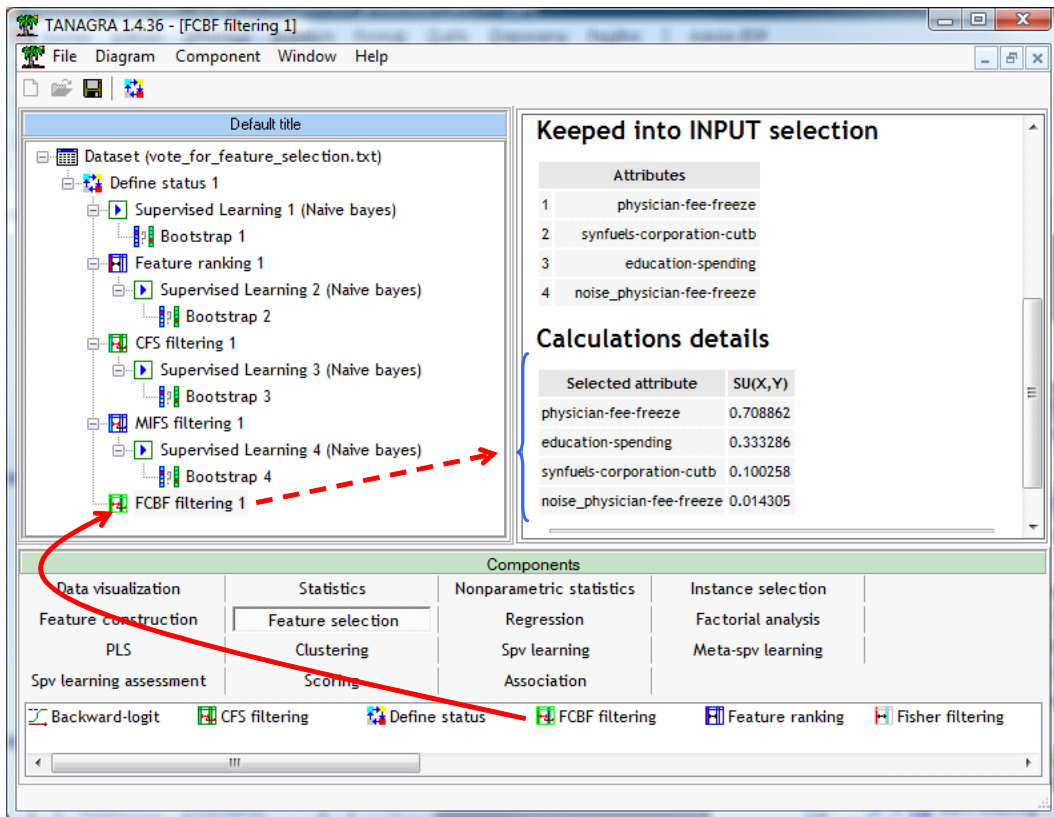 TANAGRA 1.4.36 - [FCBF filtering 1]
File Diagram Component Window Help
Default title
Dataset (vote_for_feature_selection.txt)
Define status 1
Supervised Learning 1 (Naive bayes)
Bootstrap 1
Feature ranking 1
Supervised Learning 2 (Naive bayes)
Bootstrap 2
CFS filtering 1
Supervised Learning 3 (Naive bayes)
Bootstrap 3
MIFS filtering 1
Supervised Learning 4 (Naive bayes)
Bootstrap 4
FCBF filtering 1
Keeped into INPUT selection
Attributes
1 physician-fee-freeze
2 synfuels-corporation-cutb
3 education-spending
4 noise_physician-fee-freeze
Calculations details
Selected attribute SU(X,Y)
physician-fee-freeze 0.708862
education-spending 0.333286
synfuels-corporation-cutb 0.100258
noise_physician-fee-freeze 0.014305
Components
Data visualization Statistics Nonparametric statistics Instance selection
Feature construction Feature selection Regression Factorial analysis
PLS Clustering Spv learning Meta-spv learning
Spv learning assessment Scoring Association
Backward-logit CFS filtering Define status FCBF filtering Feature ranking Fisher filtering